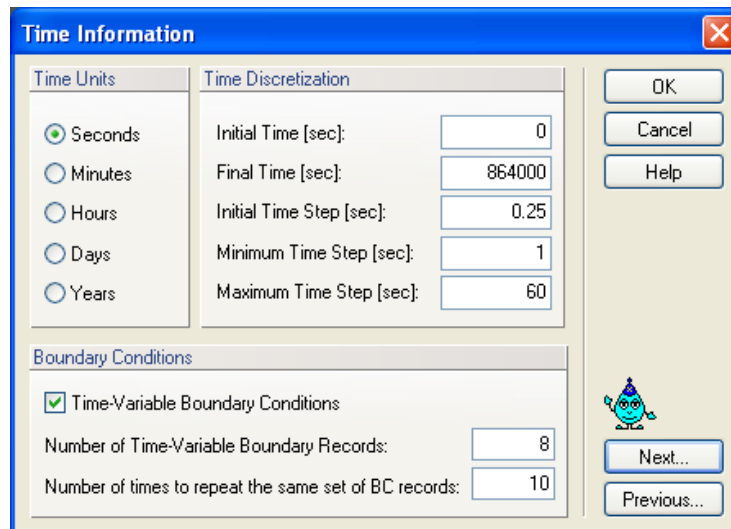 Time Information
Time Units
Seconds
Minutes
Hours
Days
Years
Time Discretization
Initial Time [sec]: 0
Final Time [sec]: 864000
Initial Time Step [sec]: 0.25
Minimum Time Step [sec]: 1
Maximum Time Step [sec]: 60
OK
Cancel
Help
Boundary Conditions
Time-Variable Boundary Conditions
Number of Time-Variable Boundary Records: 8
Number of times to repeat the same set of BC records: 10
Next...
Previous...